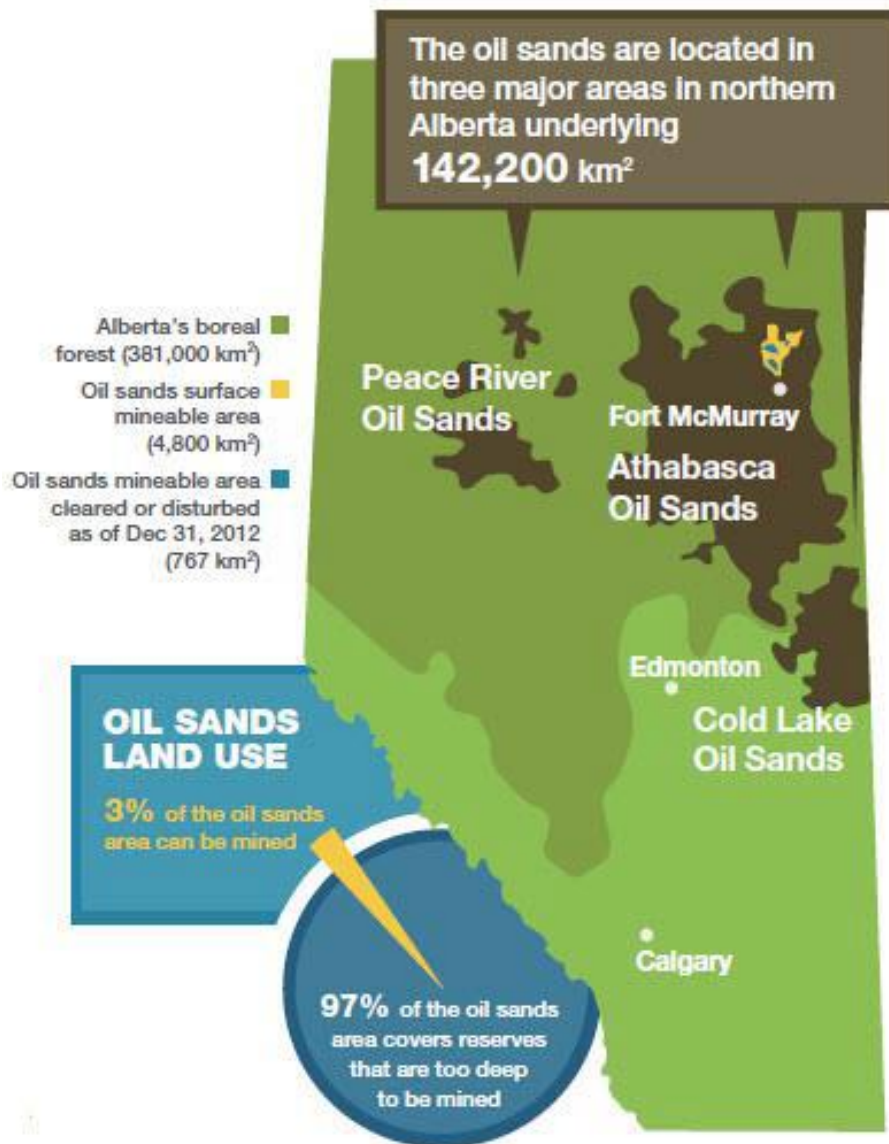 The oil sands are located in
three major areas in northern
Alberta underlying
142,200 km²
Alberta's boreal
forest (381,000 km²)
Oil sands surface
mineable area
(4,800 km²)
Oil sands mineable area
cleared or disturbed
as of Dec 31, 2012
(767 km²)
Peace River
Oil Sands
Fort McMurray
Athabasca
Oil Sands
Edmonton
Cold Lake
Oil Sands
OIL SANDS
LAND USE
3% of the oil sands
area can be mined
97% of the oil sands
area covers reserves
that are too deep
to be mined
Calgary